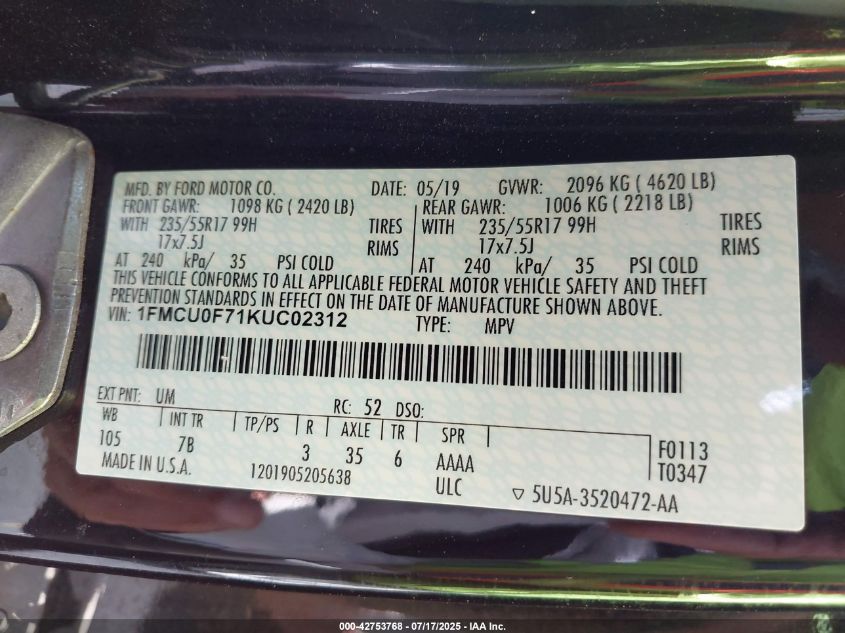 MFD. BY FORD MOTOR CO. DATE: 05/19 GVWR: 2096 KG ( 4620 LB)
FRONT GAWR: 1098 KG ( 2420 LB) REAR GAWR: 1006 KG ( 2218 LB)
WITH 235/55R17 99H TIRES WITH 235/55R17 99H TIRES
17x7.5J RIMS 17x7.5J RIMS
AT 240 kPa/ 35 PSI COLD AT 240 kPa/ 35 PSI COLD
THIS VEHICLE CONFORMS TO ALL APPLICABLE FEDERAL MOTOR VEHICLE SAFETY AND THEFT
PREVENTION STANDARDS IN EFFECT ON THE DATE OF MANUFACTURE SHOWN ABOVE.
VIN: 1FMCU0F71KUC02312 TYPE: MPV
EXT PNT: UM RC: 52 DSO:
WB INT TR TP/PS R AXLE TR SPR
105 7B 3 35 6 AAAA F0113
MADE IN U.S.A. 1201905205638 ULC T0347
5U5A-3520472-AA
000-42753768 - 07/17/2025 - IAA Inc.